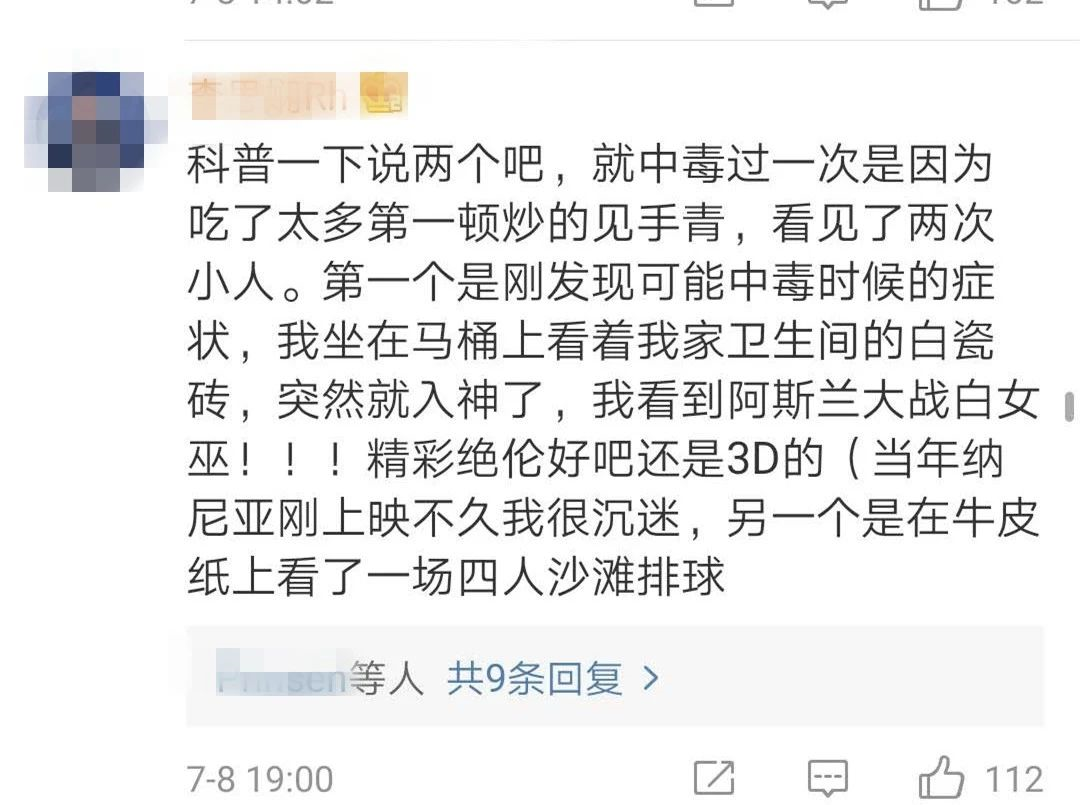 科普一下说两个吧，就中毒过一次是因为
吃了太多第一顿炒的见手青，看见了两次
小人。第一个是刚发现可能中毒时候的症
状，我坐在马桶上看着我家卫生间的白瓷
砖，突然就入神了，我看到阿斯兰大战白女
巫！！！精彩绝伦好吧还是3D的（当年纳
尼亚刚上映不久我很沉迷，另一个是在牛皮
纸上看了一场四人沙滩排球
等人 共9条回复 >
7-8 19:00 112